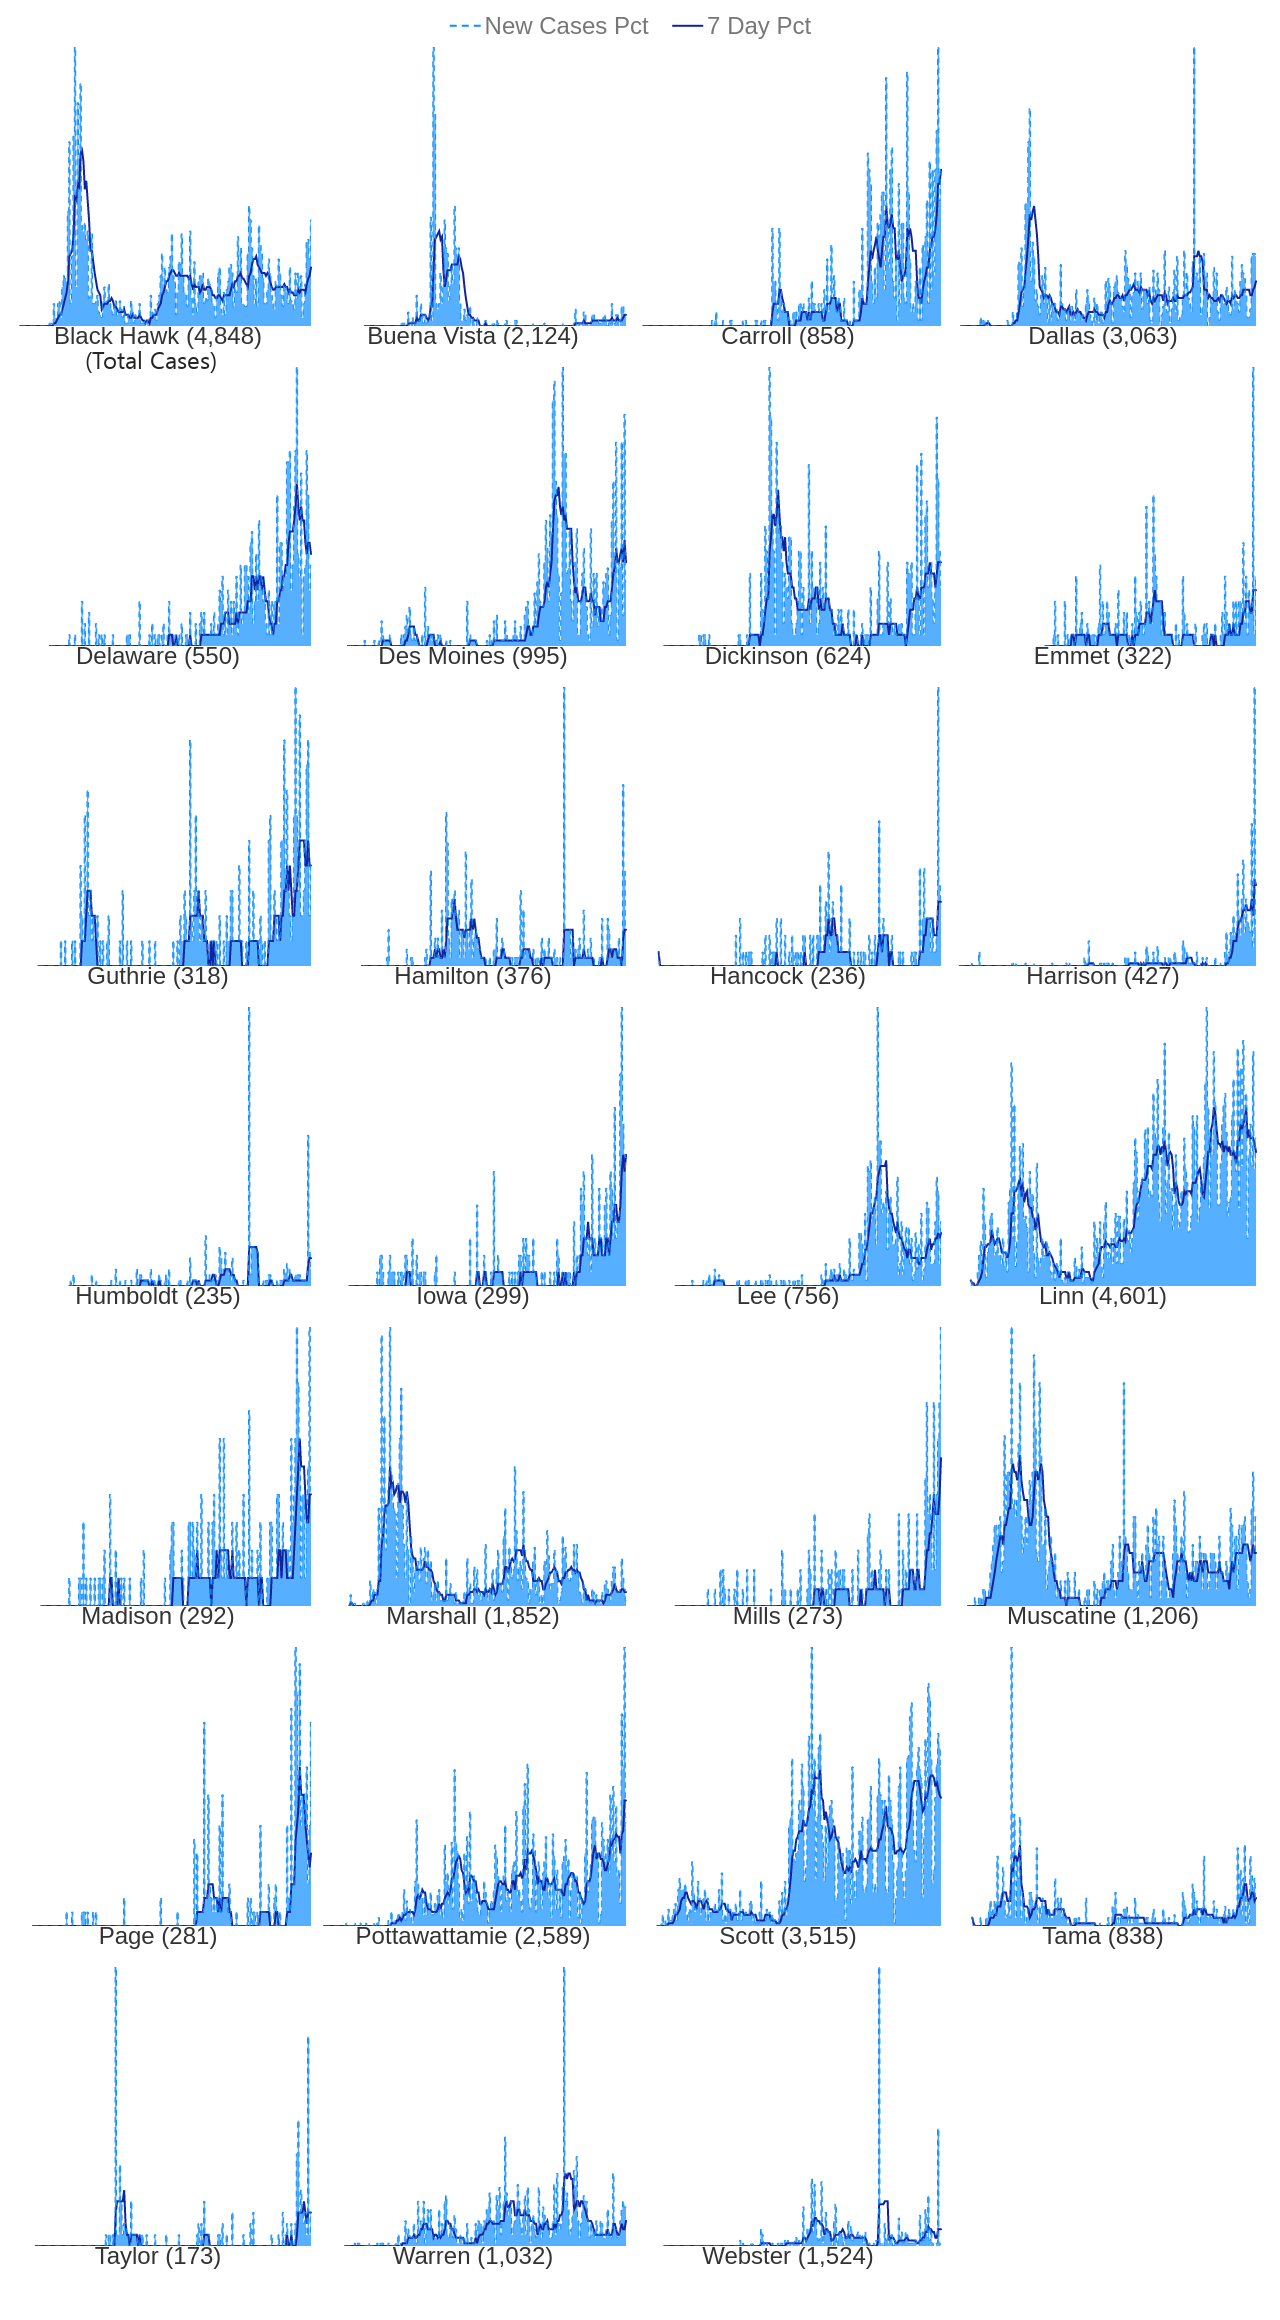 New Cases Pct 7 Day Pct
Black Hawk (4,848) Buena Vista (2,124) Carroll (858) Dallas (3,063)
(Total Cases)
Delaware (550) Des Moines (995) Dickinson (624) Emmet (322)
Guthrie (318) Hamilton (376) Hancock (236) Harrison (427)
Humboldt (235) Iowa (299) Lee (756) Linn (4,601)
Madison (292) Marshall (1,852) Mills (273) Muscatine (1,206)
Page (281) Pottawattamie (2,589) Scott (3,515) Tama (838)
Taylor (173) Warren (1,032) Webster (1,524)